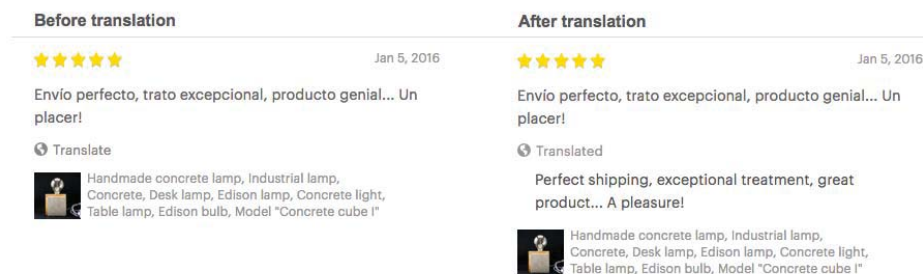 Before translation
Jan 5, 2016
Envío perfecto, trato excepcional, producto genial... Un
placer!
Translate
Handmade concrete lamp, Industrial lamp,
Concrete, Desk lamp, Edison lamp, Concrete light,
Table lamp, Edison bulb, Model "Concrete cube I"
After translation
Jan 5, 2016
Envío perfecto, trato excepcional, producto genial... Un
placer!
Translated
Perfect shipping, exceptional treatment, great
product... A pleasure!
Handmade concrete lamp, Industrial lamp,
Concrete, Desk lamp, Edison lamp, Concrete light,
Table lamp, Edison bulb, Model "Concrete cube I"